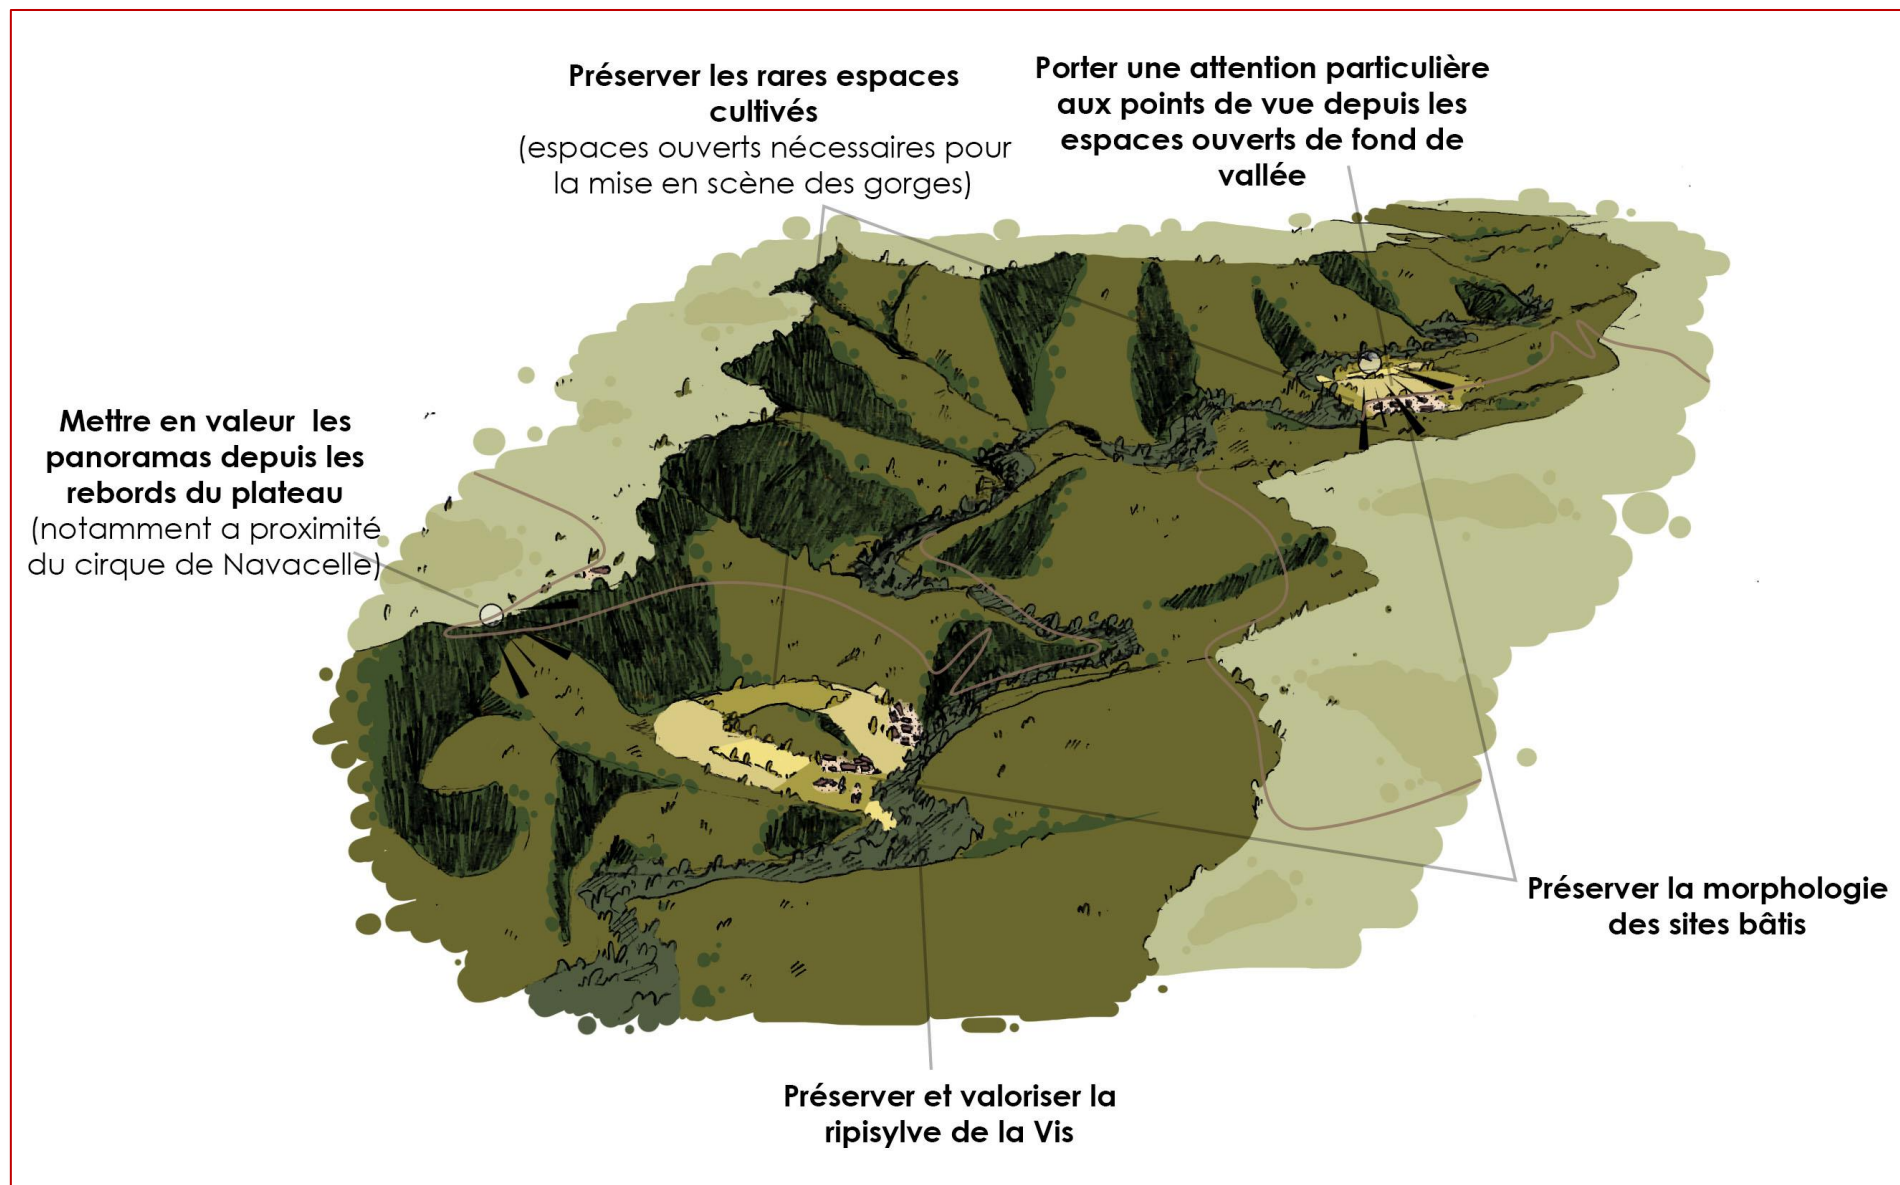 Préserver les rares espaces
cultivés
(espaces ouverts nécessaires pour
la mise en scène des gorges)
Porter une attention particulière
aux points de vue depuis les
espaces ouverts de fond de
vallée
Mettre en valeur les
panoramas depuis les
rebords du plateau
(notamment a proximité
du cirque de Navacelle)
Préserver la morphologie
des sites bâtis
Préserver et valoriser la
ripisylve de la Vis